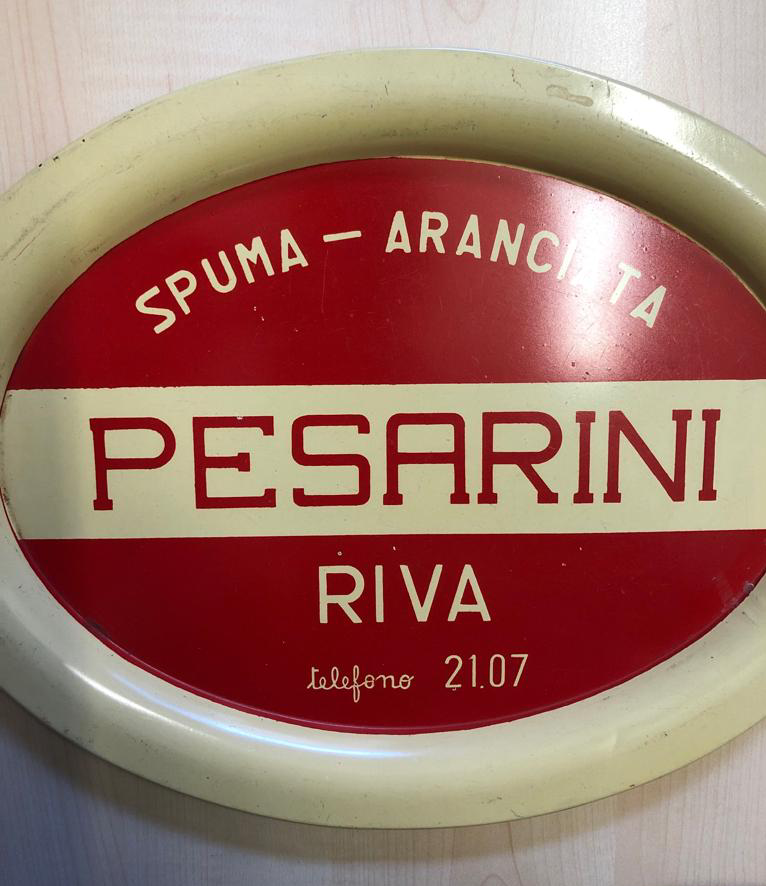 SPUMA — ARANCIATA
PESARINI
RIVA
telefono 21.07